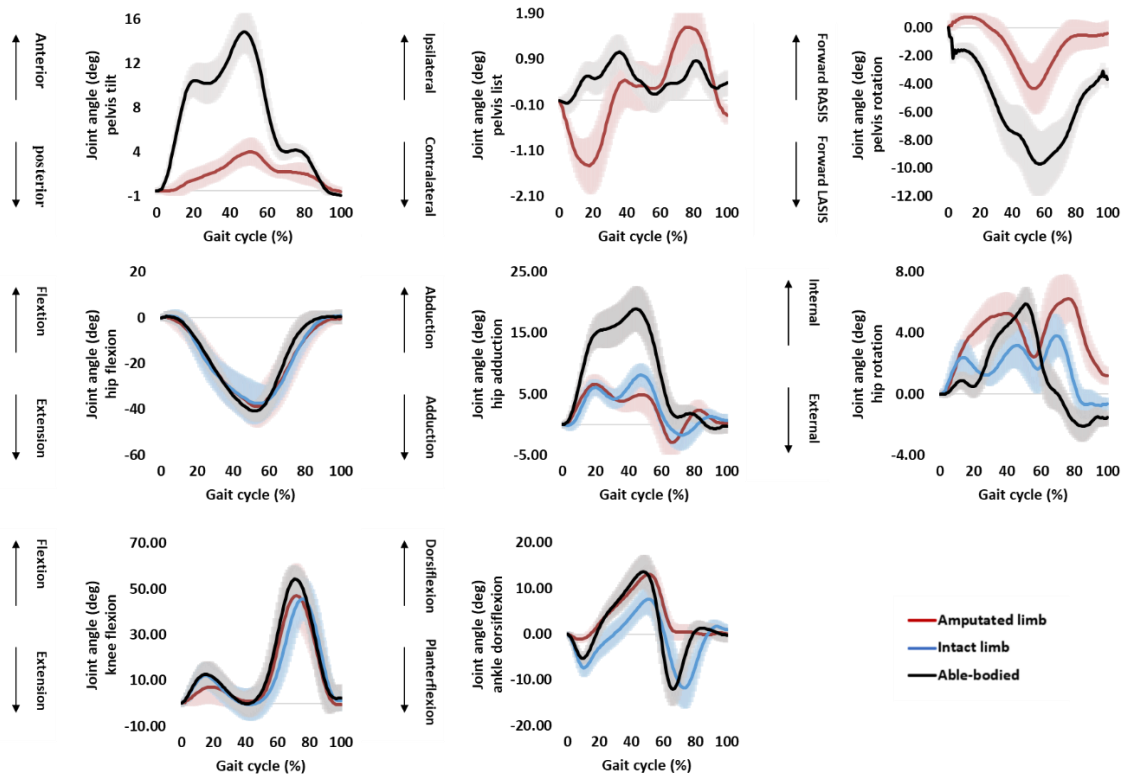 Anterior
posterior
Joint angle (deg)
pelvis tilt
16
12
8
4
-1
0 20 40 60 80 100
Gait cycle (%)
Ipsilateral
Contralateral
Joint angle (deg)
pelvis list
1.90
0.90
-0.10
-1.10
-2.10
0 20 40 60 80 100
Gait cycle (%)
Forward RASIS
Forward LASIS
Joint angle (deg)
pelvis rotation
0.00
-2.00
-4.00
-6.00
-8.00
-10.00
-12.00
0 20 40 60 80 100
Gait cycle (%)
Flextion
Extension
Joint angle (deg)
hip flexion
20
0
-20
-40
-60
0 20 40 60 80 100
Gait cycle (%)
Abduction
Adduction
Joint angle (deg)
hip adduction
25.00
15.00
5.00
-5.00
0 20 40 60 80 100
Gait cycle (%)
Internal
External
Joint angle (deg)
hip rotation
8.00
4.00
0.00
-4.00
0 20 40 60 80 100
Gait cycle (%)
Flextion
Extension
Joint angle (deg)
knee flexion
70.00
50.00
30.00
10.00
-10.00
0 20 40 60 80 100
Gait cycle (%)
Dorsiflexion
Planterflexion
Joint angle (deg)
ankle dorsiflexion
20.00
10.00
0.00
-10.00
-20.00
0 20 40 60 80 100
Gait cycle (%)
Amputated limb
Intact limb
Able-bodied